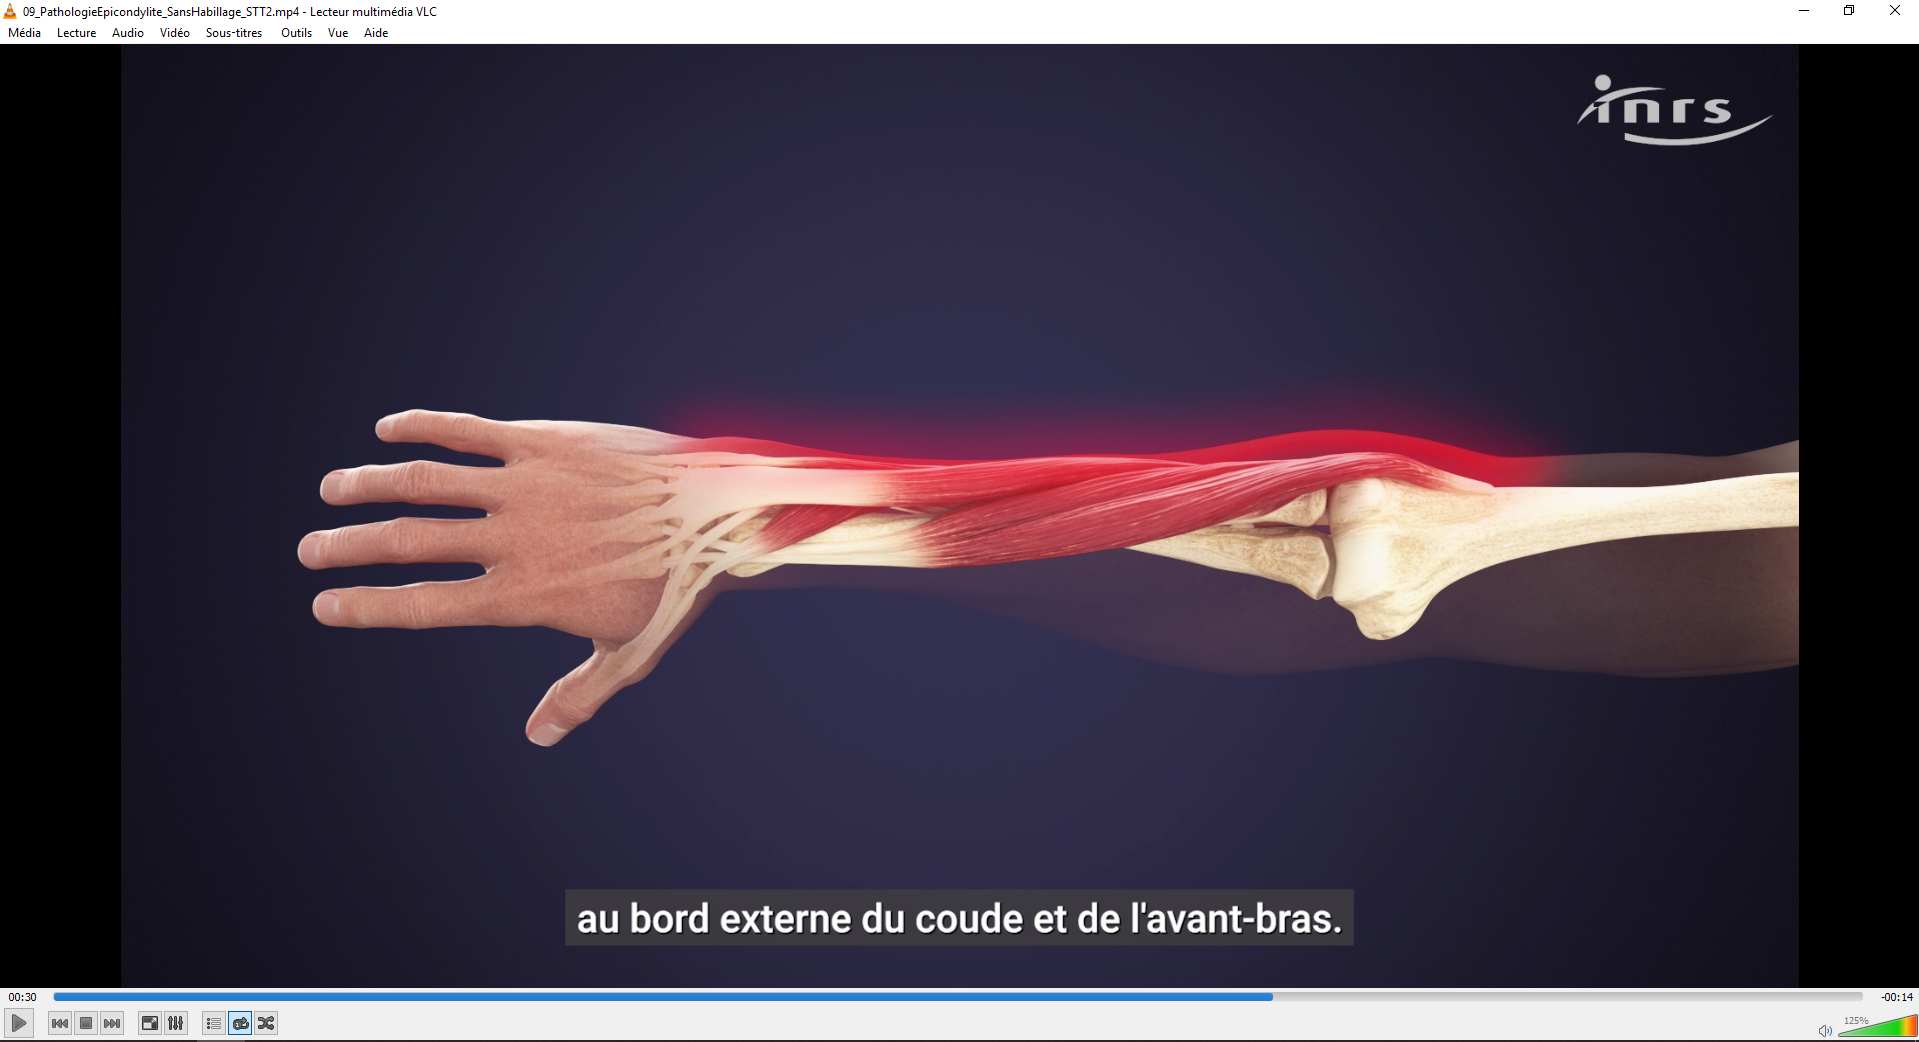 09_PathologieEpicondylite_SansHabillage_STT2.mp4 - Lecteur multimédia VLC
Média Lecture Audio Vidéo Sous-titres Outils Vue Aide
inrs
au bord externe du coude et de l'avant-bras.
00:30 -00:14
125%